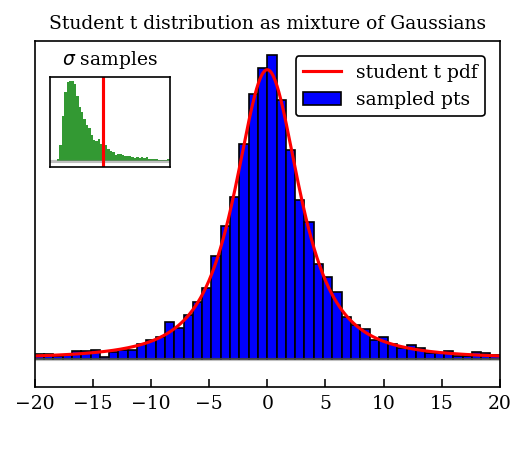 Student t distribution as mixture of Gaussians
σ samples
student t pdf
sampled pts
−20 −15 −10 −5 0 5 10 15 20